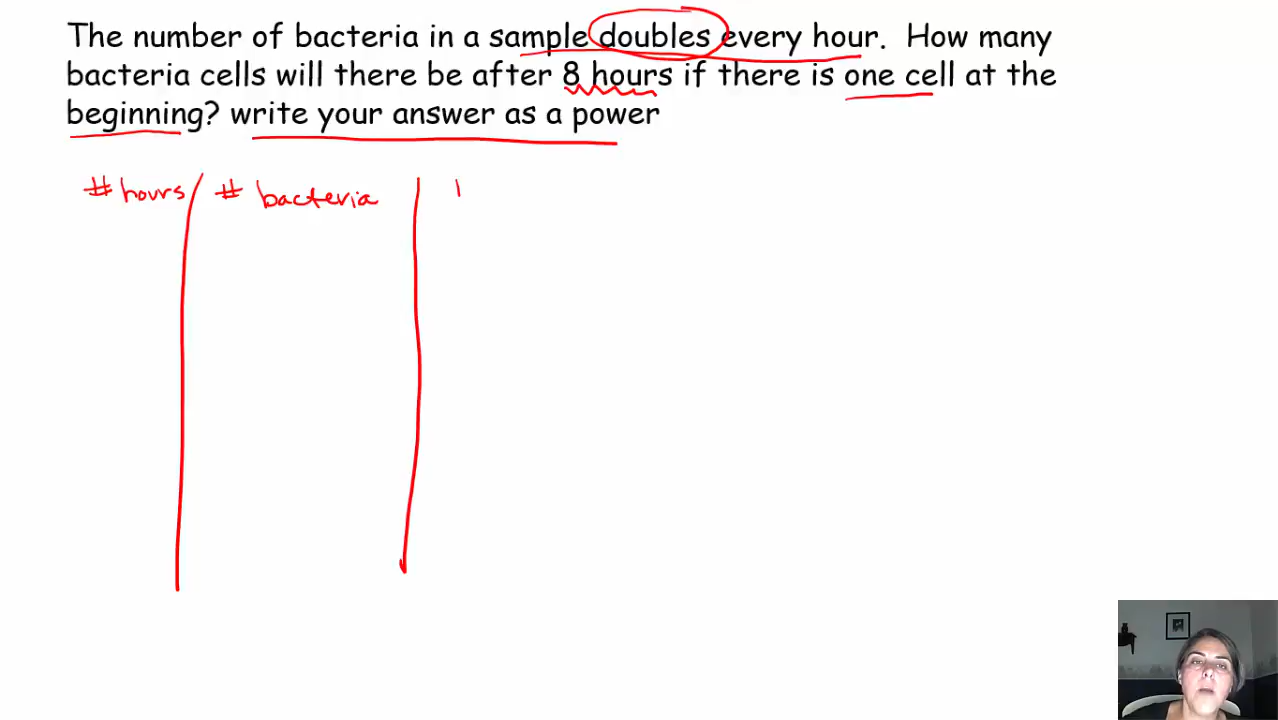 The number of bacteria in a sample doubles every hour. How many
bacteria cells will there be after 8 hours if there is one cell at the
beginning? write your answer as a power
# hours # bacteria